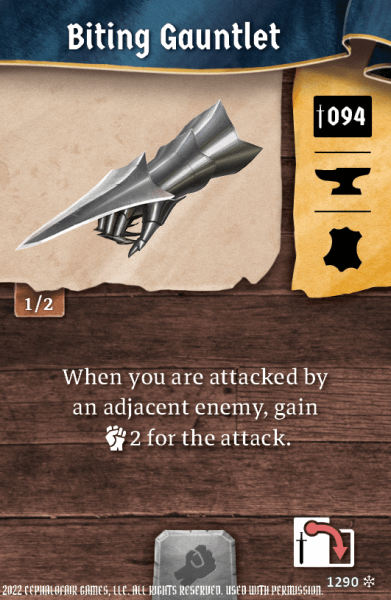 Biting Gauntlet
094
1/2
When you are attacked by
an adjacent enemy, gain
2 for the attack.
1290
2022 CEPHALOFAIR GAMES, LLC. ALL RIGHTS RESERVED. USED WITH PERMISSION.